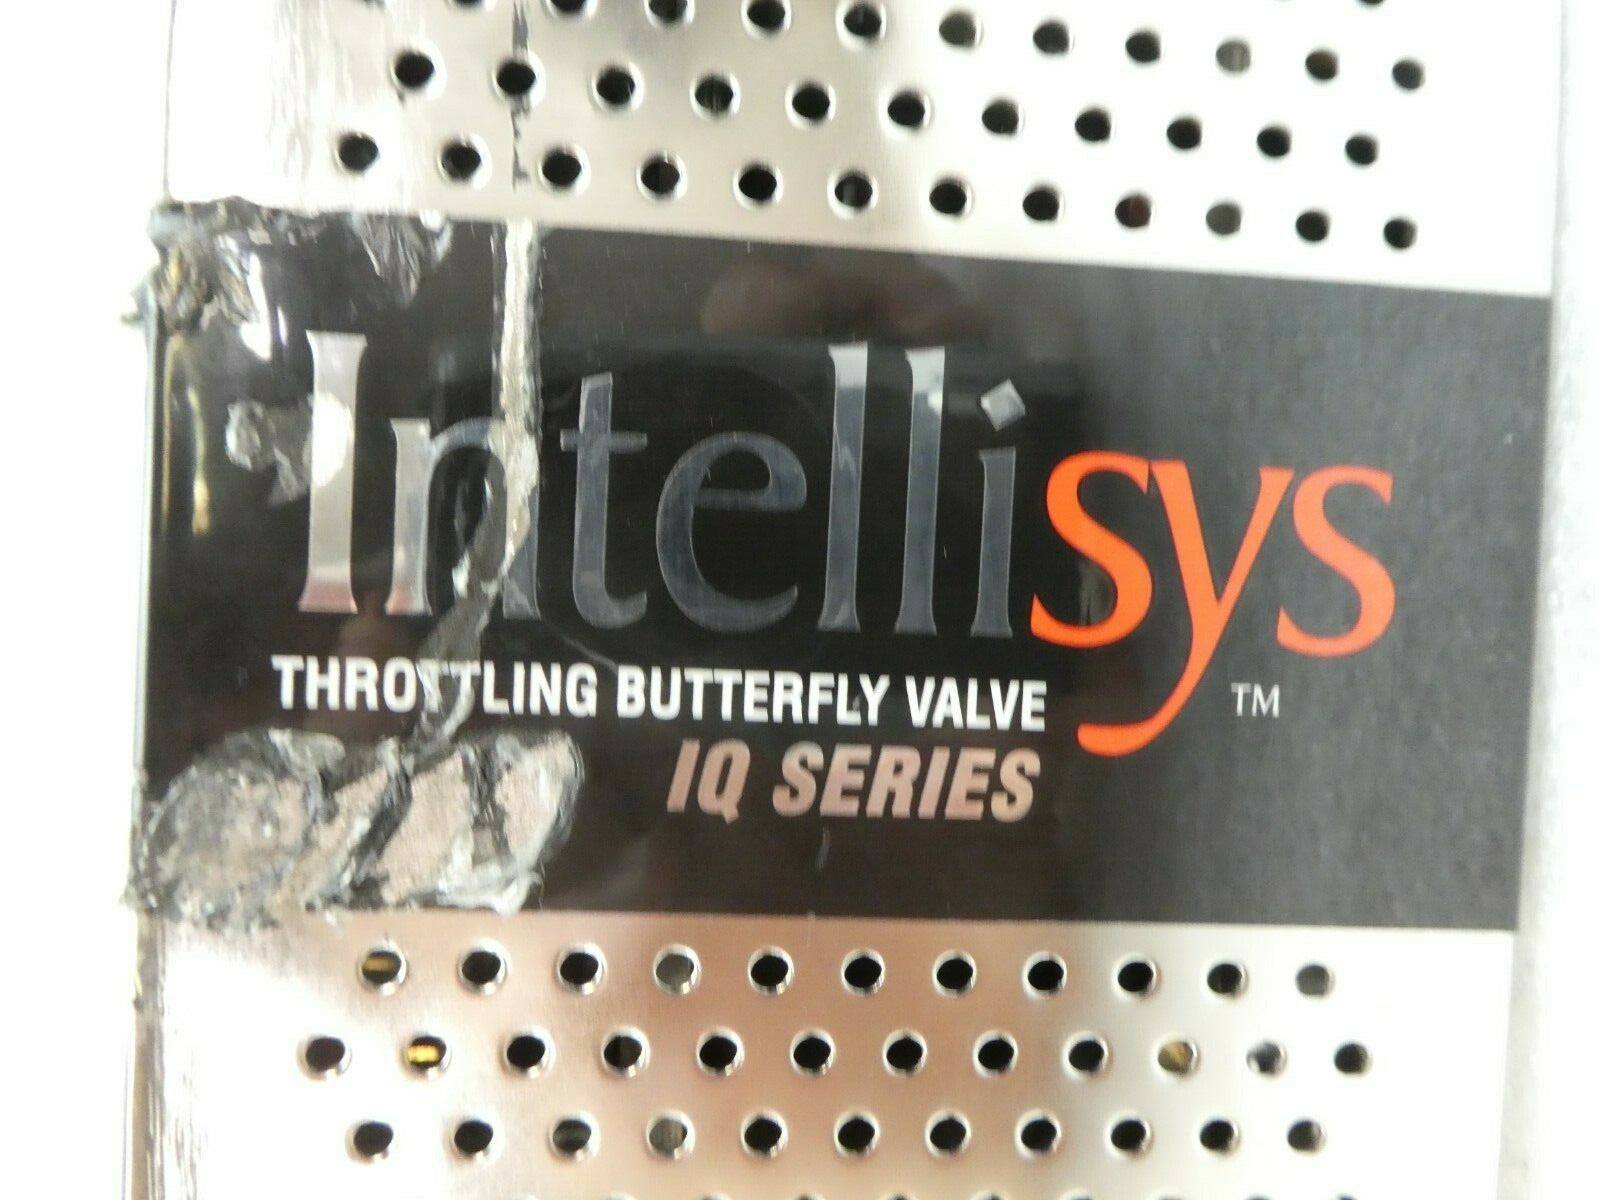 Intellisys
THROTTLING BUTTERFLY VALVE
TM
IQ SERIES